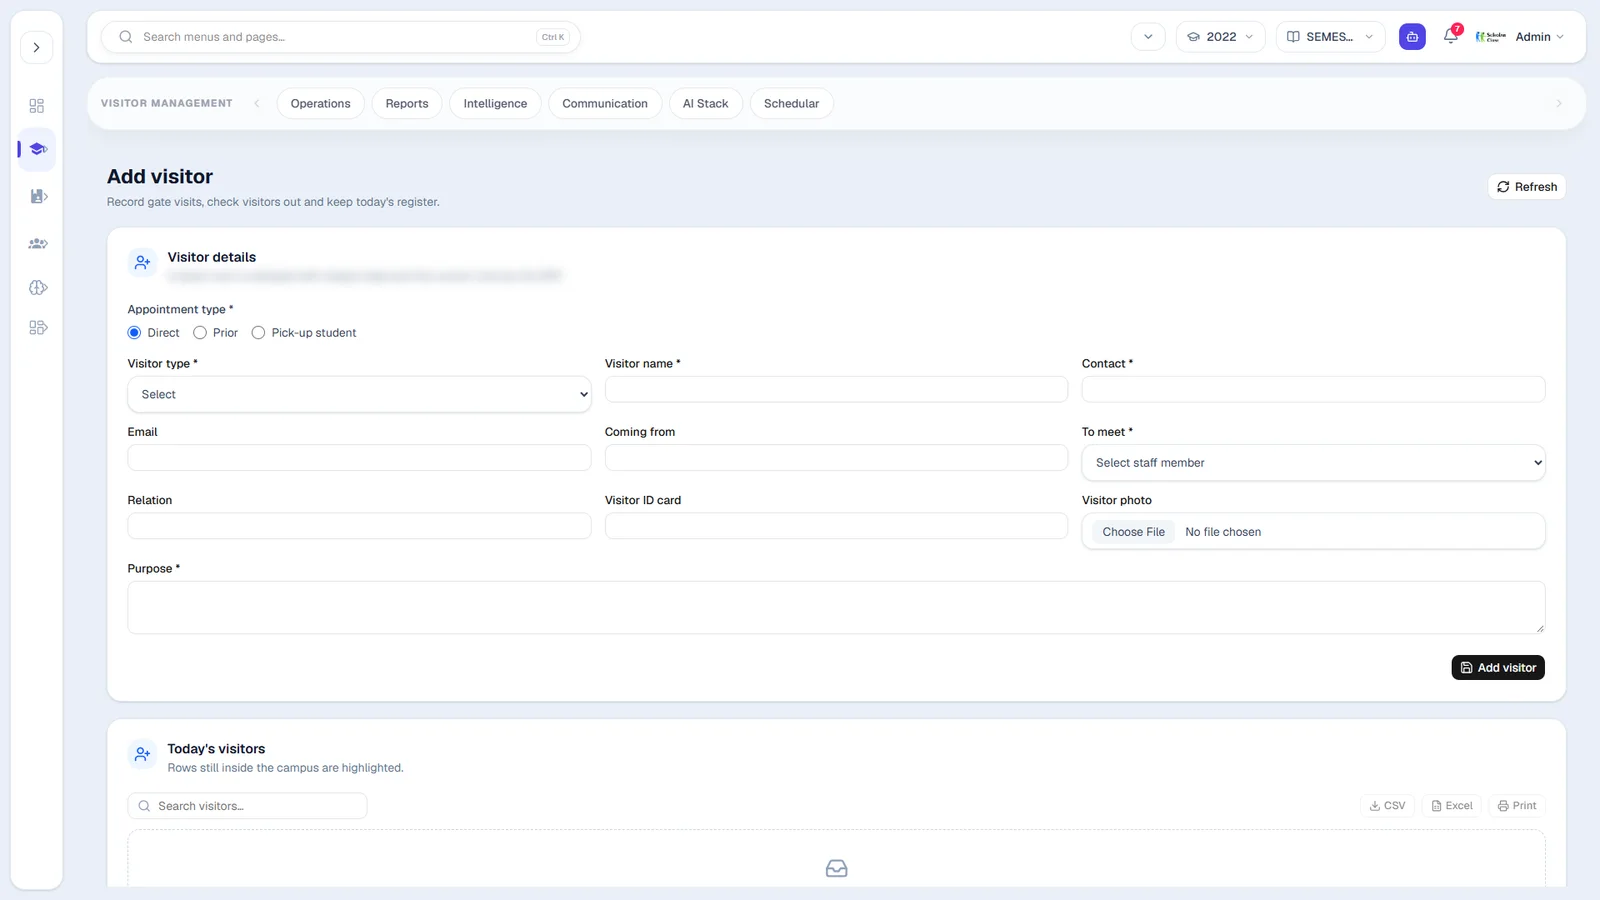 Search menus and pages...
Ctrl K
2022
SEMES...
7
Scholar Clone
Admin
VISITOR MANAGEMENT
Operations
Reports
Intelligence
Communication
AI Stack
Schedular
Add visitor
Record gate visits, check visitors out and keep today's register.
Refresh
Visitor details
Appointment type *
Direct
Prior
Pick-up student
Visitor type *
Visitor name *
Contact *
Select
Email
Coming from
To meet *
Select staff member
Relation
Visitor ID card
Visitor photo
Choose File
No file chosen
Purpose *
Add visitor
Today's visitors
Rows still inside the campus are highlighted.
Search visitors...
CSV
Excel
Print